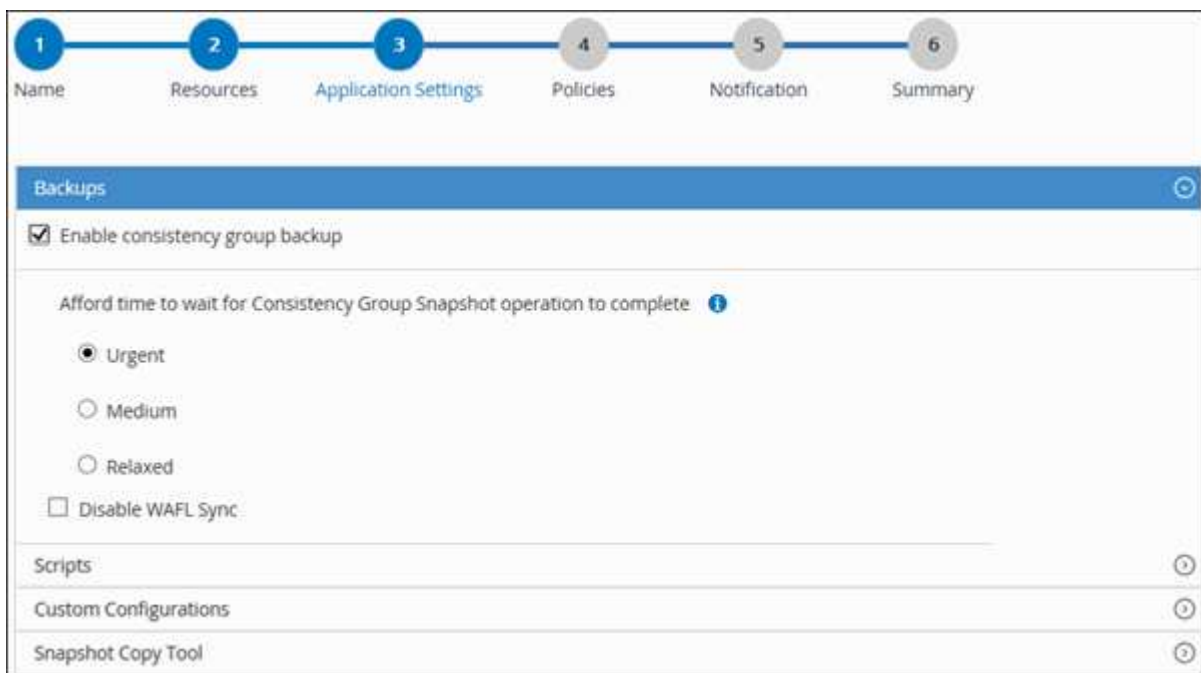 1 2 3 4 5 6
Name Resources Application Settings Policies Notification Summary
Backups
Enable consistency group backup
Afford time to wait for Consistency Group Snapshot operation to complete
Urgent
Medium
Relaxed
Disable WAFL Sync
Scripts
Custom Configurations
Snapshot Copy Tool